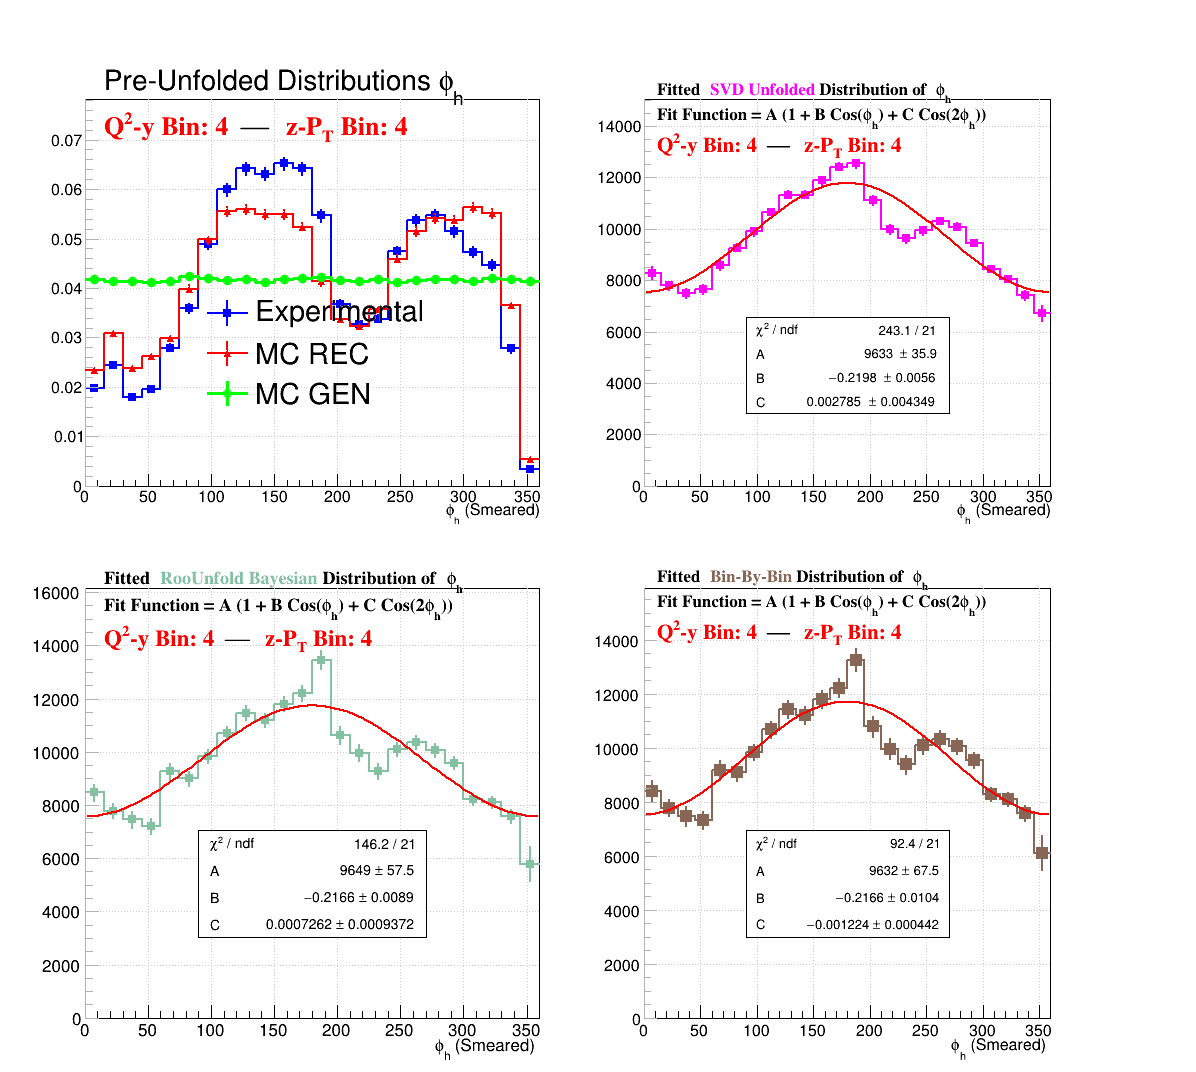 Pre-Unfolded Distributions ϕh
Q²-y Bin: 4 — z-PT Bin: 4
0.07
0.06
0.05
0.04
0.03
0.02
0.01
0
Experimental
MC REC
MC GEN
0 50 100 150 200 250 300 350
ϕh (Smeared)
Fitted SVD Unfolded Distribution of ϕh
Fit Function = A (1 + B Cos(ϕh) + C Cos(2ϕh))
Q²-y Bin: 4 — z-PT Bin: 4
14000
12000
10000
8000
6000
4000
2000
0
χ² / ndf 243.1 / 21
A 9633 ± 35.9
B −0.2198 ± 0.0056
C 0.002785 ± 0.004349
0 50 100 150 200 250 300 350
ϕh (Smeared)
Fitted RooUnfold Bayesian Distribution of ϕh
Fit Function = A (1 + B Cos(ϕh) + C Cos(2ϕh))
Q²-y Bin: 4 — z-PT Bin: 4
16000
14000
12000
10000
8000
6000
4000
2000
0
χ² / ndf 146.2 / 21
A 9649 ± 57.5
B −0.2166 ± 0.0089
C 0.0007262 ± 0.0009372
0 50 100 150 200 250 300 350
ϕh (Smeared)
Fitted Bin-By-Bin Distribution of ϕh
Fit Function = A (1 + B Cos(ϕh) + C Cos(2ϕh))
Q²-y Bin: 4 — z-PT Bin: 4
14000
12000
10000
8000
6000
4000
2000
0
χ² / ndf 92.4 / 21
A 9632 ± 67.5
B −0.2166 ± 0.0104
C −0.001224 ± 0.000442
0 50 100 150 200 250 300 350
ϕh (Smeared)